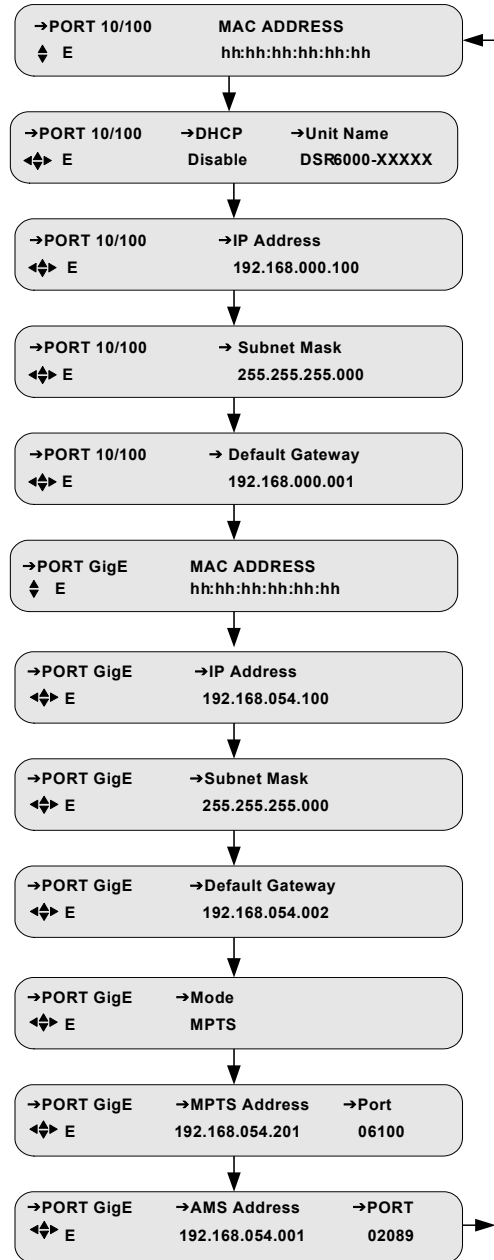 →PORT 10/100 MAC ADDRESS
E hh:hh:hh:hh:hh:hh
→PORT 10/100 →DHCP →Unit Name
E Disable DSR6000-XXXXX
→PORT 10/100 →IP Address
E 192.168.000.100
→PORT 10/100 → Subnet Mask
E 255.255.255.000
→PORT 10/100 → Default Gateway
E 192.168.000.001
→PORT GigE MAC ADDRESS
E hh:hh:hh:hh:hh:hh
→PORT GigE →IP Address
E 192.168.054.100
→PORT GigE →Subnet Mask
E 255.255.255.000
→PORT GigE →Default Gateway
E 192.168.054.002
→PORT GigE →Mode
E MPTS
→PORT GigE →MPTS Address →Port
E 192.168.054.201 06100
→PORT GigE →AMS Address →PORT
E 192.168.054.001 02089